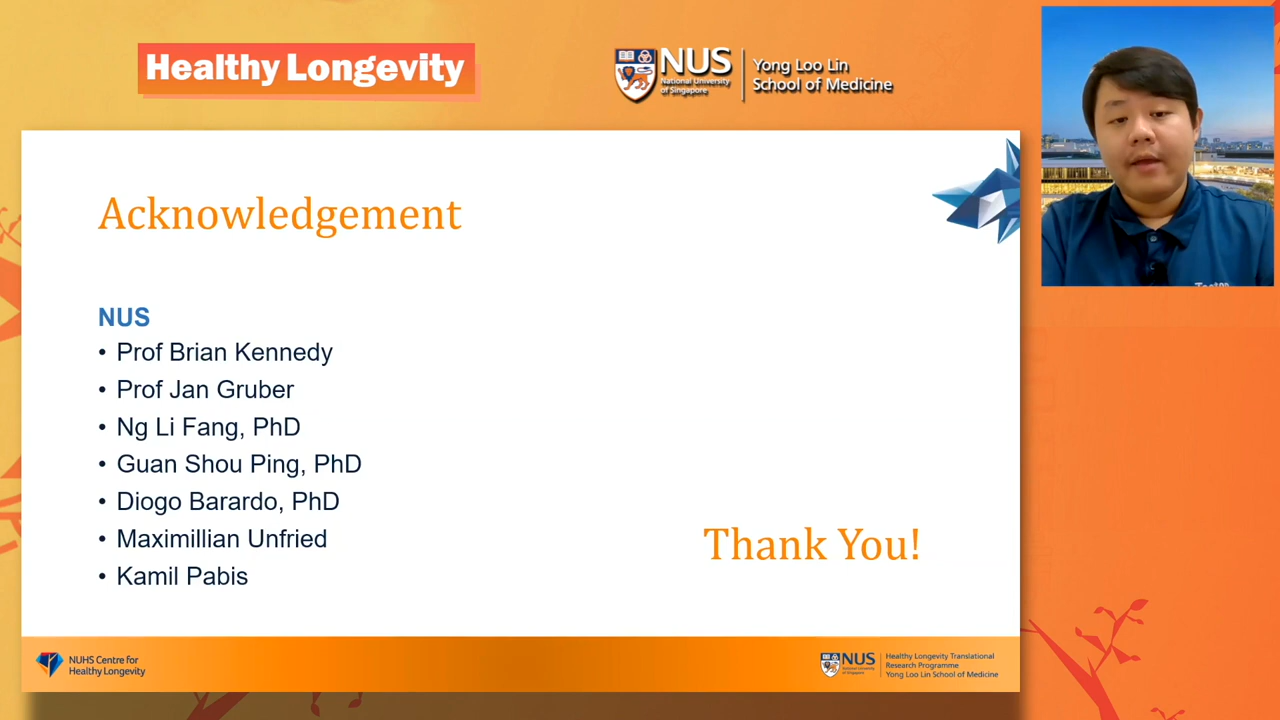 Healthy Longevity
NUS
National University
of Singapore
Yong Loo Lin
School of Medicine
Acknowledgement
NUS
• Prof Brian Kennedy
• Prof Jan Gruber
• Ng Li Fang, PhD
• Guan Shou Ping, PhD
• Diogo Barardo, PhD
• Maximillian Unfried
• Kamil Pabis
Thank You!
NUHS Centre for
Healthy Longevity
NUS
Healthy Longevity Translational
Research Programme
Yong Loo Lin School of Medicine